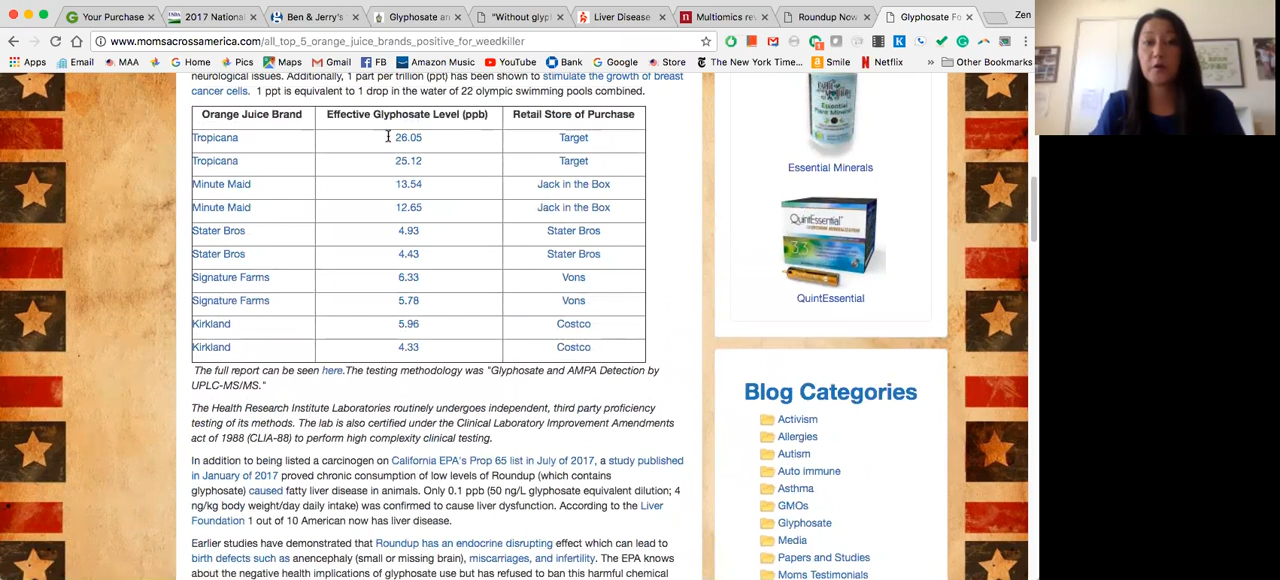 Your Purchase
2017 National
Ben & Jerry's
Glyphosate a
"Without glyp
Liver Disease
Multiomics re
Roundup Now
Glyphosate Fo
Zen
www.momsacrossamerica.com/all_top_5_orange_juice_brands_positive_for_weedkiller
Apps Email MAA Home Pics Maps Gmail FB Amazon Music YouTube Bank Google Store The New York Time... Smile Netflix » Other Bookmarks
neurological issues. Additionally, 1 part per trillion (ppt) has been shown to stimulate the growth of breast
cancer cells. 1 ppt is equivalent to 1 drop in the water of 22 olympic swimming pools combined.
Orange Juice Brand Effective Glyphosate Level (ppb) Retail Store of Purchase
Tropicana 26.05 Target
Tropicana 25.12 Target
Minute Maid 13.54 Jack in the Box
Minute Maid 12.65 Jack in the Box
Stater Bros 4.93 Stater Bros
Stater Bros 4.43 Stater Bros
Signature Farms 6.33 Vons
Signature Farms 5.78 Vons
Kirkland 5.96 Costco
Kirkland 4.33 Costco
The full report can be seen here.The testing methodology was "Glyphosate and AMPA Detection by
UPLC-MS/MS."
The Health Research Institute Laboratories routinely undergoes independent, third party proficiency
testing of its methods. The lab is also certified under the Clinical Laboratory Improvement Amendments
act of 1988 (CLIA-88) to perform high complexity clinical testing.
In addition to being listed a carcinogen on California EPA's Prop 65 list in July of 2017, a study published
in January of 2017 proved chronic consumption of low levels of Roundup (which contains
glyphosate) caused fatty liver disease in animals. Only 0.1 ppb (50 ng/L glyphosate equivalent dilution; 4
ng/kg body weight/day daily intake) was confirmed to cause liver dysfunction. According to the Liver
Foundation 1 out of 10 American now has liver disease.
Earlier studies have demonstrated that Roundup has an endocrine disrupting effect which can lead to
birth defects such as anencephaly (small or missing brain), miscarriages, and infertility. The EPA knows
about the negative health implications of glyphosate use but has refused to ban this harmful chemical
Essential
Plant Minerals
Essential Minerals
QuintEssential
3.3
QuintEssential
Blog Categories
Activism
Allergies
Autism
Auto immune
Asthma
GMOs
Glyphosate
Media
Papers and Studies
Moms Testimonials